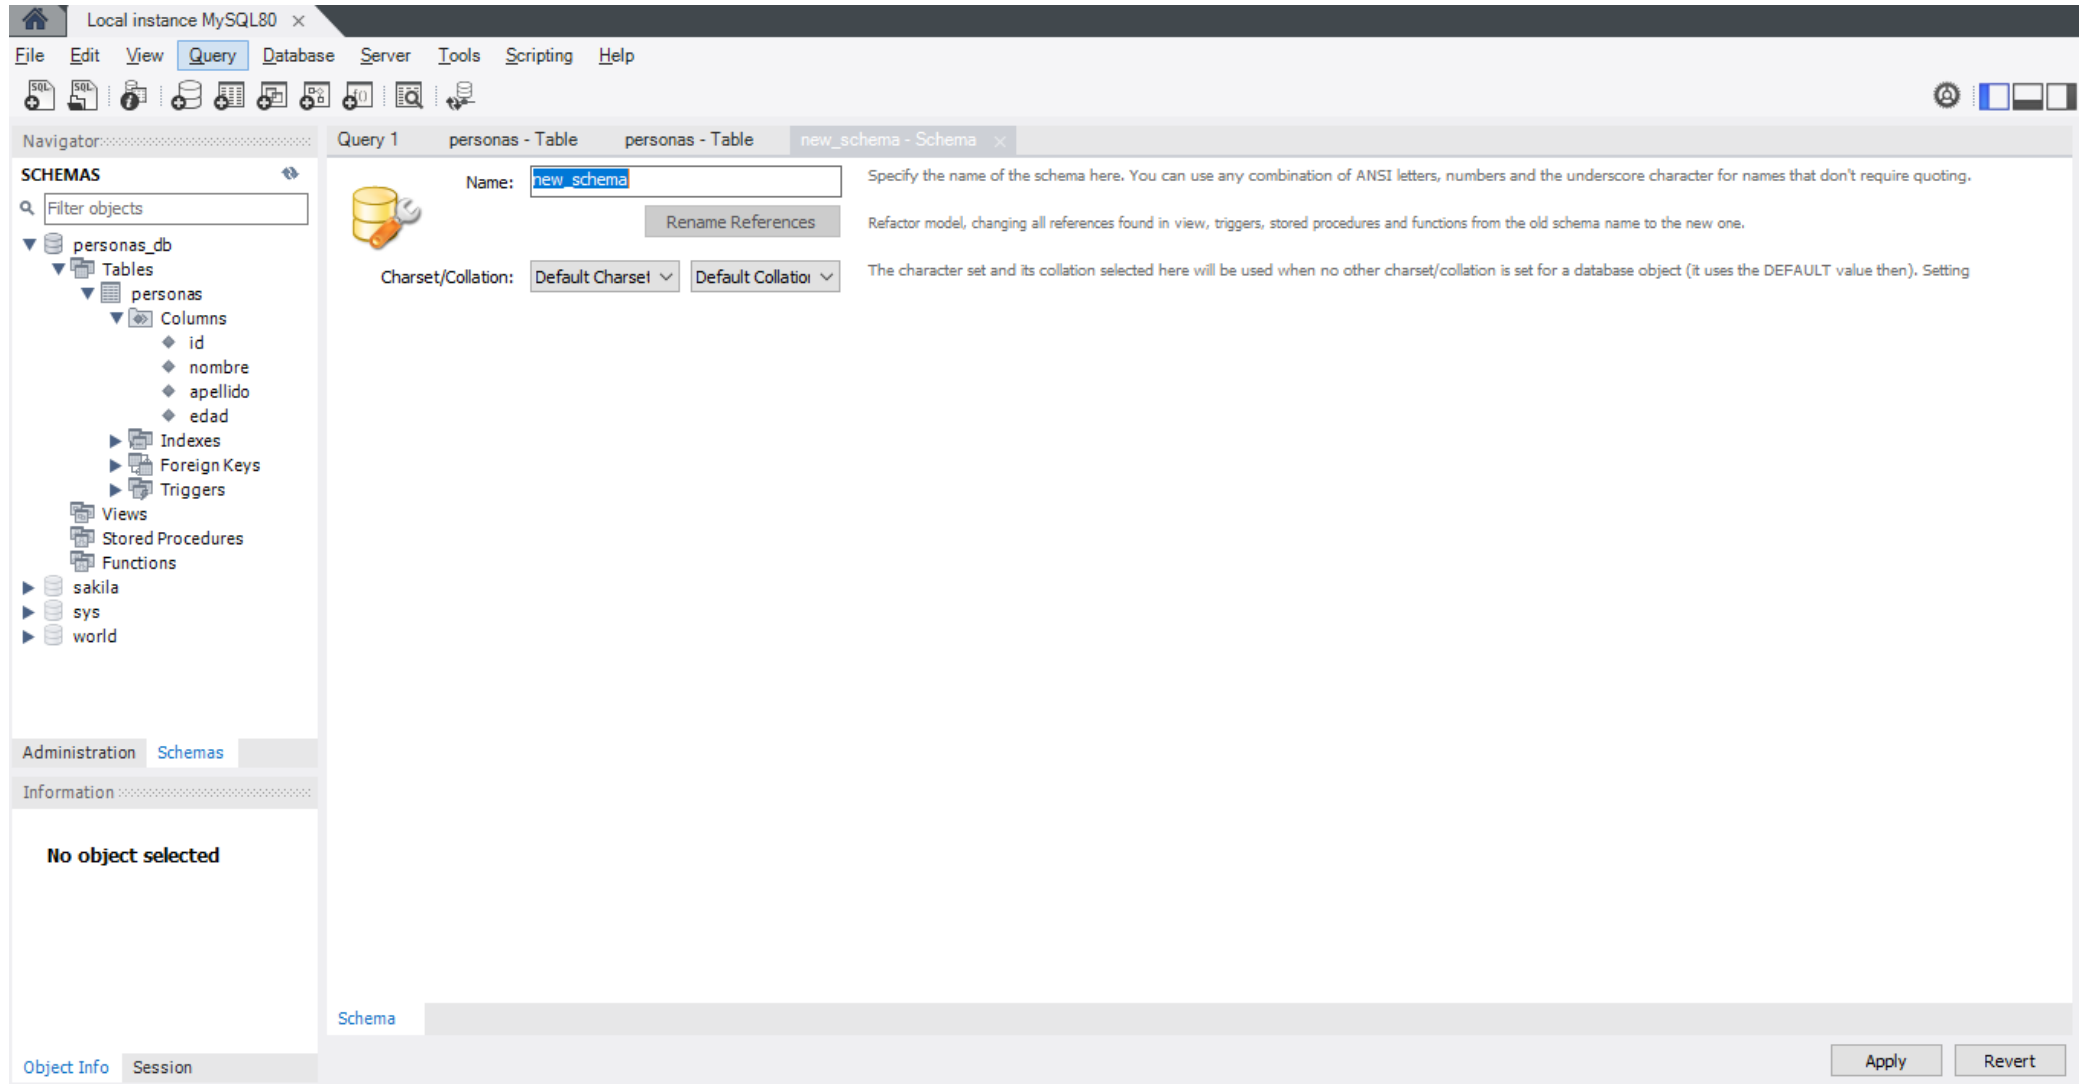 Local instance MySQL80
File Edit View Query Database Server Tools Scripting Help
Navigator
SCHEMAS
Filter objects
personas_db
Tables
personas
Columns
id
nombre
apellido
edad
Indexes
Foreign Keys
Triggers
Views
Stored Procedures
Functions
sakila
sys
world
Administration Schemas
Information
No object selected
Object Info Session
Query 1 personas - Table personas - Table new_schema - Schema
Name: new_schema Specify the name of the schema here. You can use any combination of ANSI letters, numbers and the underscore character for names that don't require quoting.
Rename References Refactor model, changing all references found in view, triggers, stored procedures and functions from the old schema name to the new one.
Charset/Collation: Default Charset Default Collation The character set and its collation selected here will be used when no other charset/collation is set for a database object (it uses the DEFAULT value then). Setting
Schema
Apply Revert